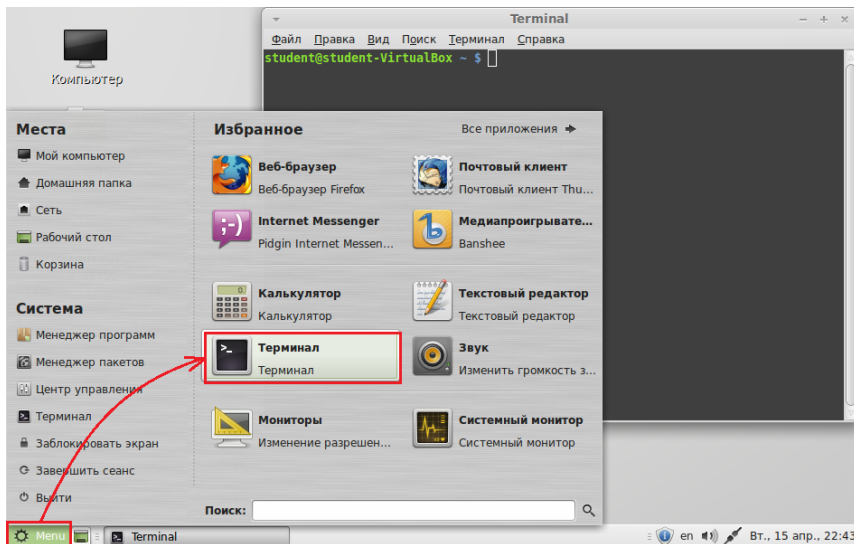 Terminal
Файл Правка Вид Поиск Терминал Справка
student@student-VirtualBox ~ $
Компьютер
Места
Мой компьютер
Домашняя папка
Сеть
Рабочий стол
Корзина
Система
Менеджер программ
Менеджер пакетов
Центр управления
Терминал
Заблокировать экран
Завершить сеанс
Выйти
Избранное
Все приложения
Веб-браузер
Веб-браузер Firefox
Почтовый клиент
Почтовый клиент Thu...
Internet Messenger
Pidgin Internet Messen...
Медиапроигрывате...
Banshee
Калькулятор
Калькулятор
Текстовый редактор
Текстовый редактор
Терминал
Терминал
Звук
Изменить громкость з...
Мониторы
Изменение разрешен...
Системный монитор
Системный монитор
Поиск:
Menu
Terminal
en
Вт., 15 апр., 22:43